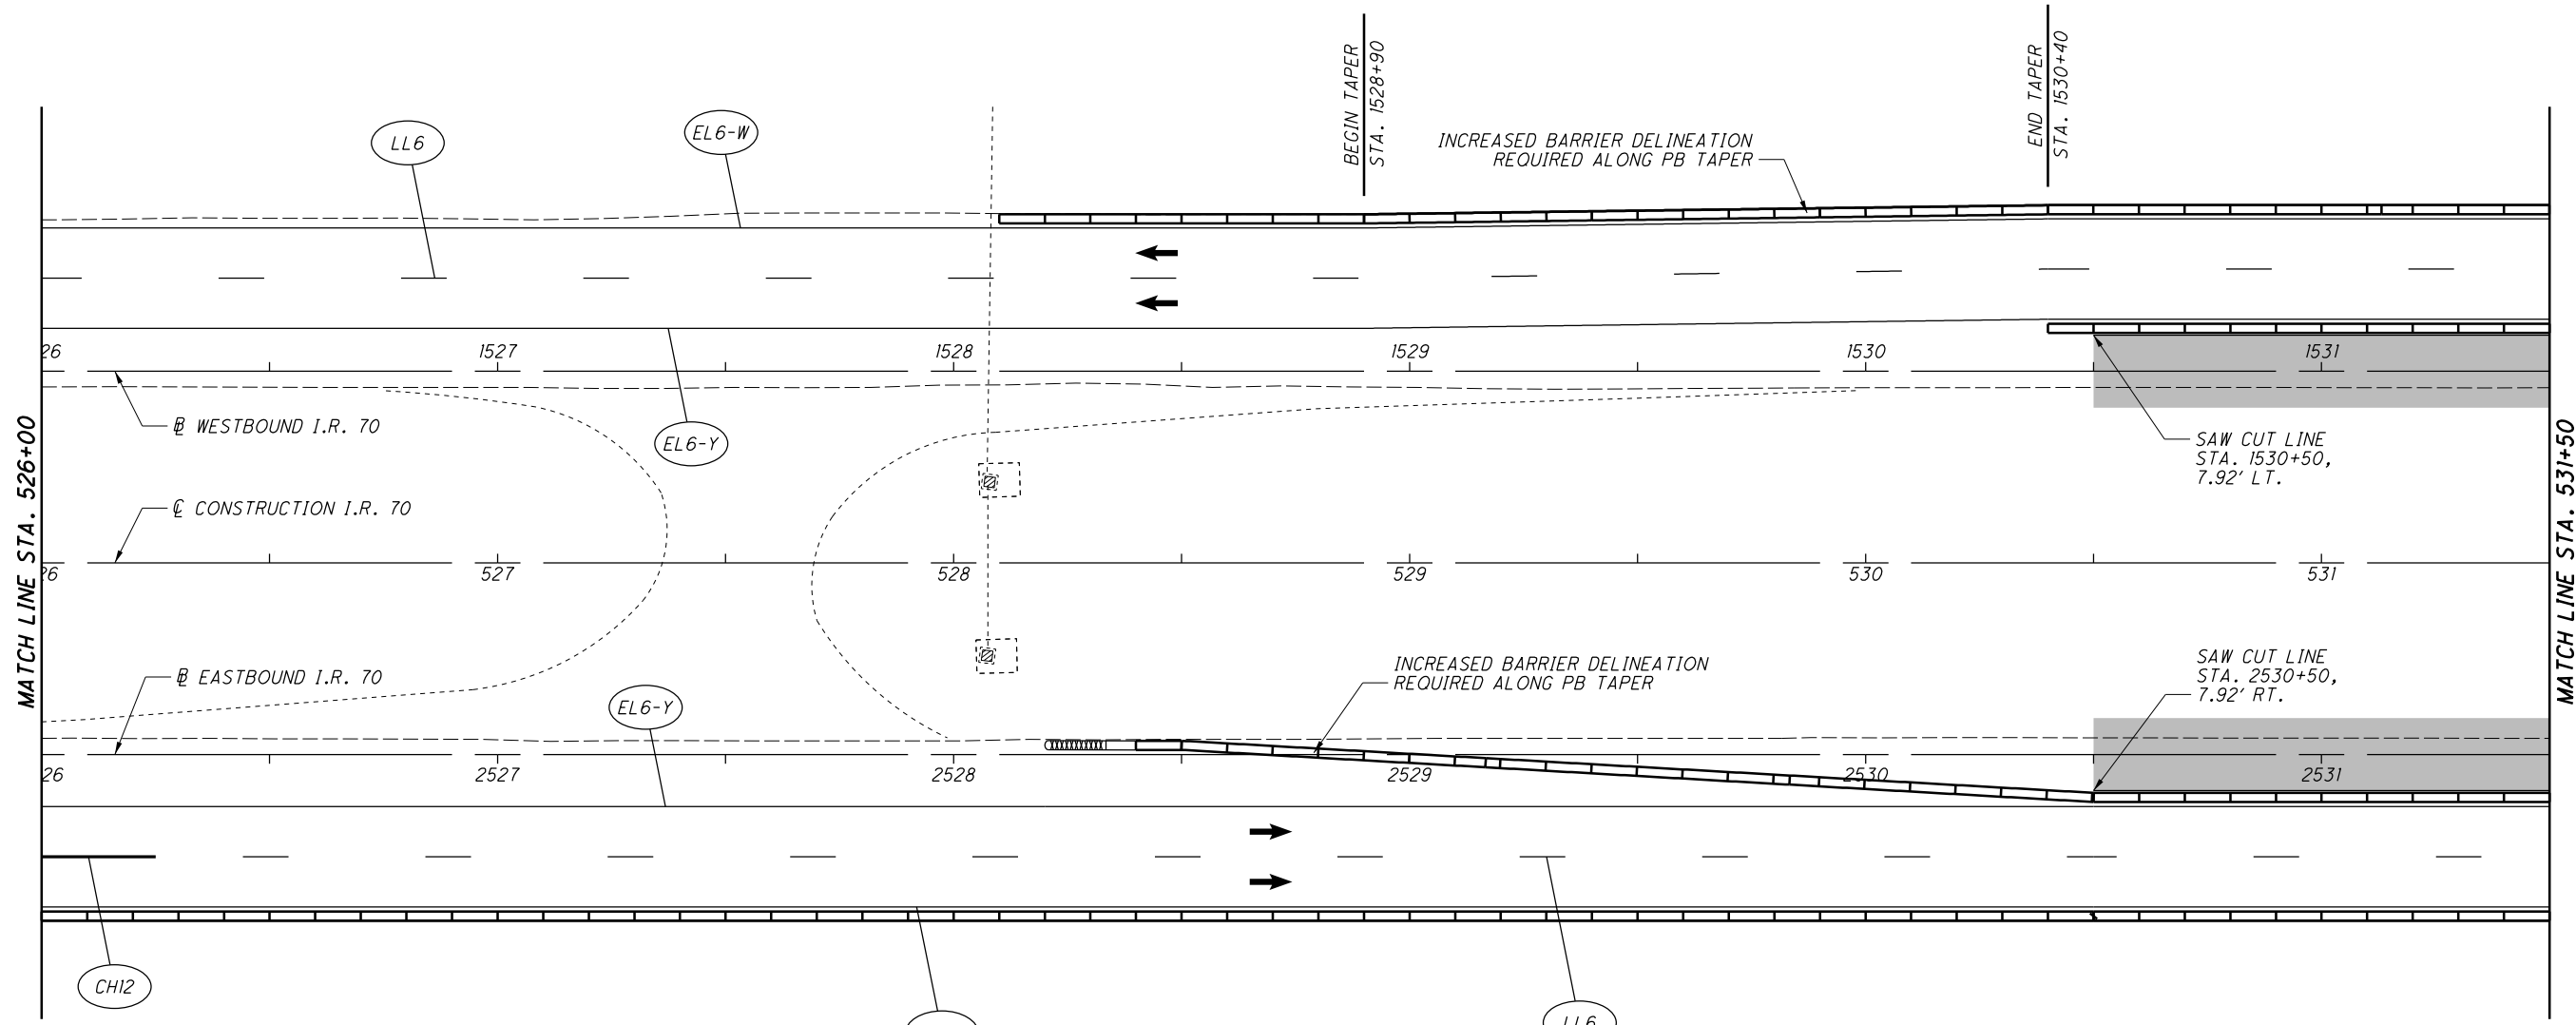 BEGIN TAPER
STA. 1528+90
END TAPER
STA. 1530+40
LL6
EL6-W
INCREASED BARRIER DELINEATION
REQUIRED ALONG PB TAPER
26
1527
1528
1529
1530
1531
℄ WESTBOUND I.R. 70
EL6-Y
SAW CUT LINE
STA. 1530+50,
7.92' LT.
MATCH LINE STA. 526+00
MATCH LINE STA. 531+50
℄ CONSTRUCTION I.R. 70
26
527
528
529
530
531
℄ EASTBOUND I.R. 70
EL6-Y
INCREASED BARRIER DELINEATION
REQUIRED ALONG PB TAPER
SAW CUT LINE
STA. 2530+50,
7.92' RT.
26
2527
2528
2529
2530
2531
CH12
LL6